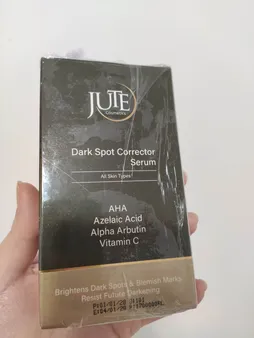 JUTE
Cosmetics
Dark Spot Corrector
Serum
All Skin Types
AHA
Azelaic Acid
Alpha Arbutin
Vitamin C
Brightens Dark Spots & Blemish Marks
Resist Future Darkening